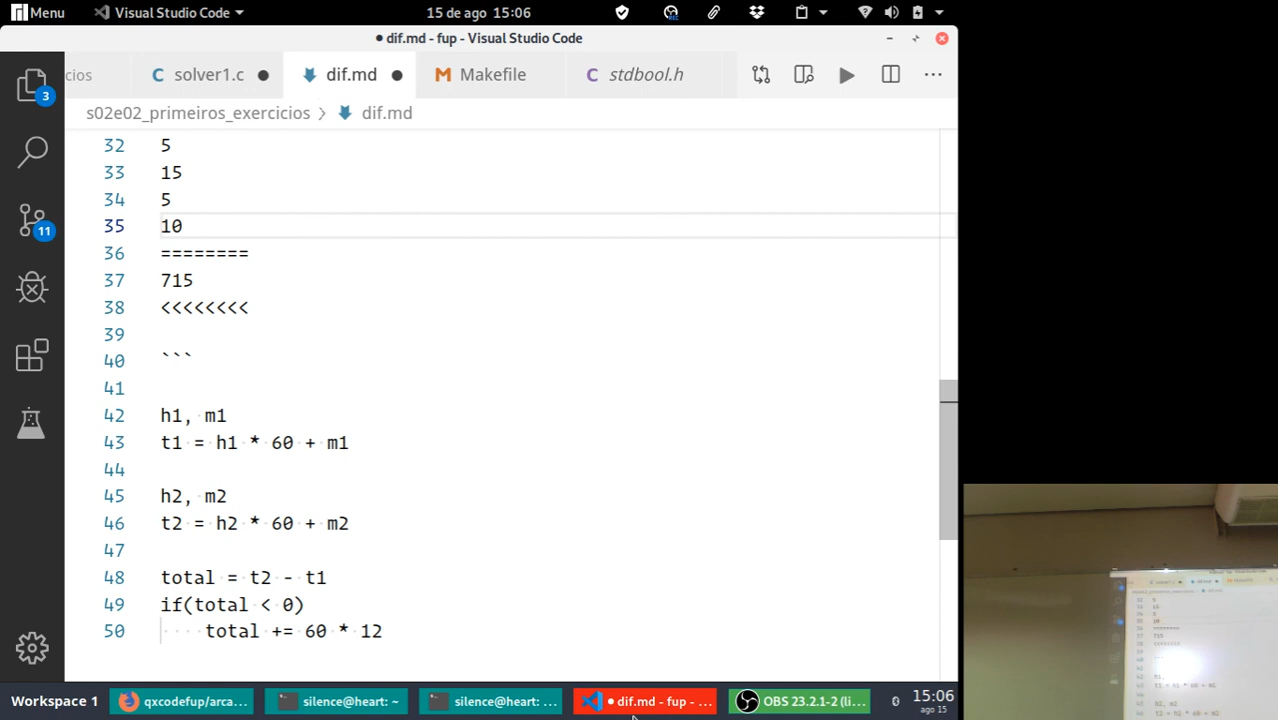 Menu
Visual Studio Code
15 de ago 15:06
dif.md - fup - Visual Studio Code
cios
solver1.c
dif.md
Makefile
stdbool.h
s02e02_primeiros_exercicios > dif.md
32 5
33 15
34 5
35 10
36 ========
37 715
38 <<<<<<<<
39
40 ```
41
42 h1, m1
43 t1 = h1 * 60 + m1
44
45 h2, m2
46 t2 = h2 * 60 + m2
47
48 total = t2 - t1
49 if(total < 0)
50 total += 60 * 12
3
11
Workspace 1
qxcodefup/arca...
silence@heart: ~
silence@heart: ...
dif.md - fup - ...
OBS 23.2.1-2 (li...
0
15:06
ago 15